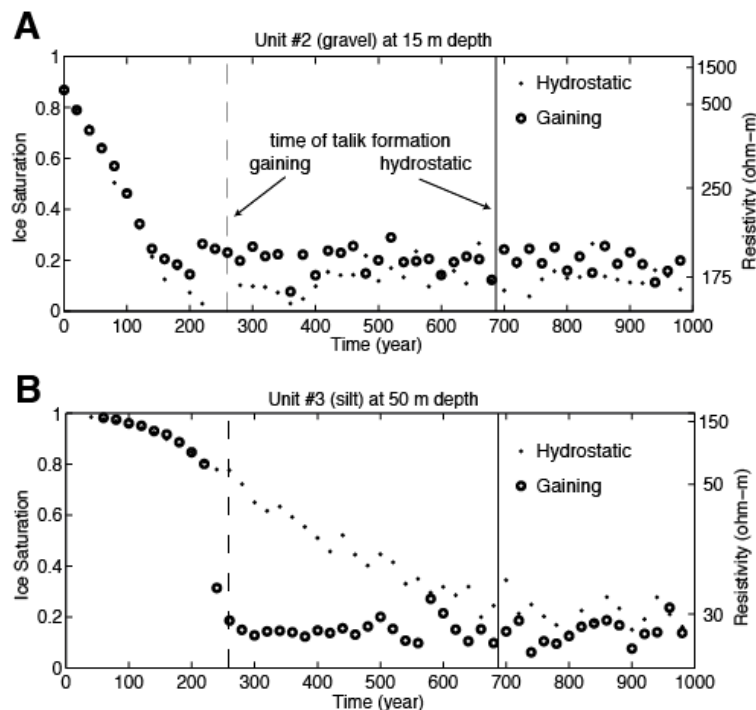 A
Unit #2 (gravel) at 15 m depth
1
0.8
0.6
0.4
0.2
0
Ice Saturation
1500
500
250
175
Resistivity (ohm-m)
Hydrostatic
Gaining
time of talik formation
gaining hydrostatic
0 100 200 300 400 500 600 700 800 900 1000
Time (year)
B
Unit #3 (silt) at 50 m depth
1
0.8
0.6
0.4
0.2
0
Ice Saturation
150
50
30
Resistivity (ohm-m)
Hydrostatic
Gaining
0 100 200 300 400 500 600 700 800 900 1000
Time (year)